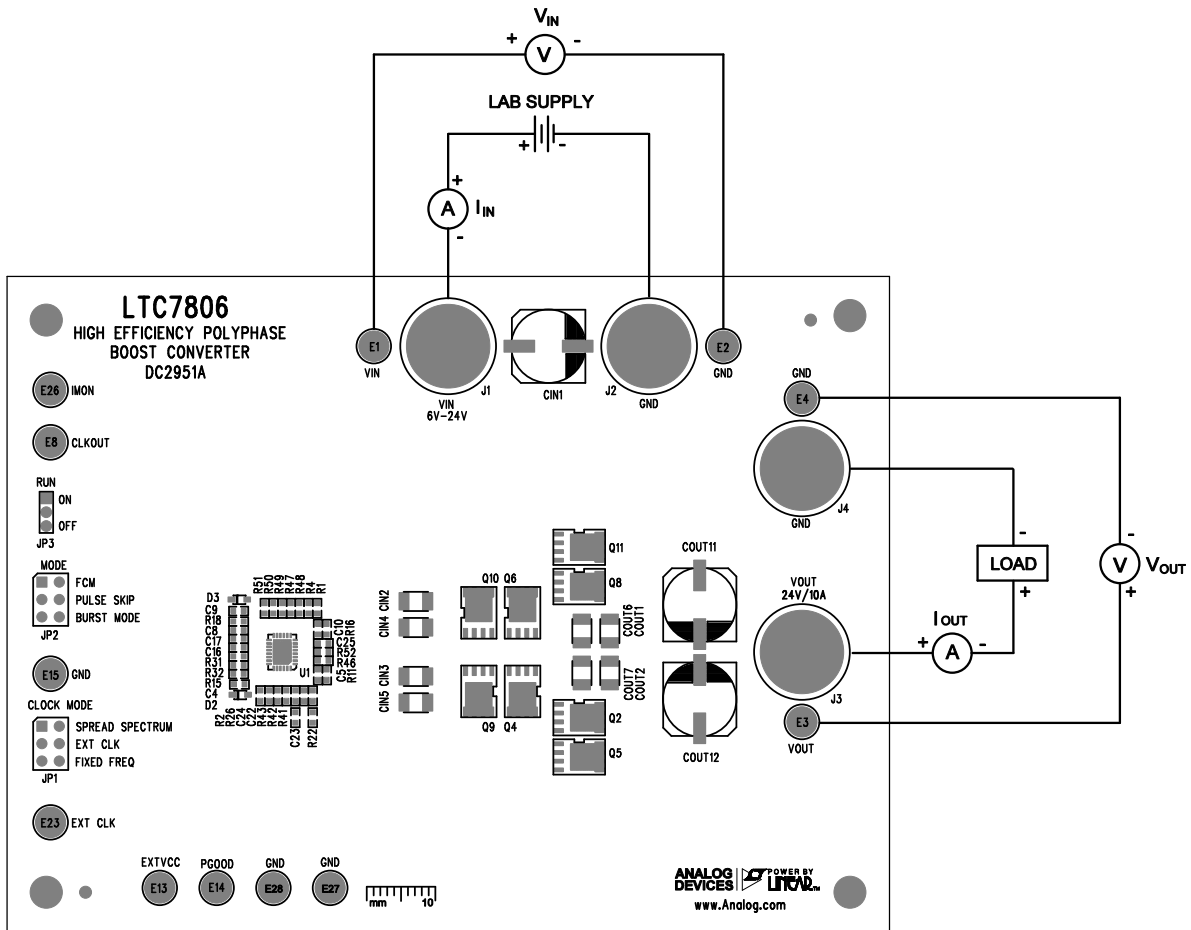 VIN
+ V -
LAB SUPPLY
+ -
+
A IIN
-
LTC7806
HIGH EFFICIENCY POLYPHASE
BOOST CONVERTER
DC2951A
E1
VIN
J1
VIN
6V-24V
CIN1
J2
GND
E2
GND
E26 IMON
E8 CLKOUT
RUN
ON
OFF
JP3
MODE
FCM
PULSE SKIP
BURST MODE
JP2
E15 GND
CLOCK MODE
SPREAD SPECTRUM
EXT CLK
FIXED FREQ
JP1
E23 EXT CLK
R51
R50
R49
R47
R48
R4
R1
D3
C9
R18
C8
C17
C16
R31
R32
R15
C4
D2
U1
C10
R16
C25
R52
R46
C5
R11
R2
R26
C24
C22
R43
R42
R41
C23
R22
CIN2
CIN4
CIN3
CIN5
Q10 Q6
Q9 Q4
Q11
Q8
COUT6
COUT1
COUT7
COUT2
Q2
Q5
COUT11
COUT12
GND
E4
J4
GND
VOUT
24V/10A
J3
E3
VOUT
-
LOAD
+
IOUT
+ A -
-
V VOUT
+
EXTVCC PGOOD GND GND
E13 E14 E28 E27
mm 10
ANALOG
DEVICES
POWER BY
LINEAR™
www.Analog.com